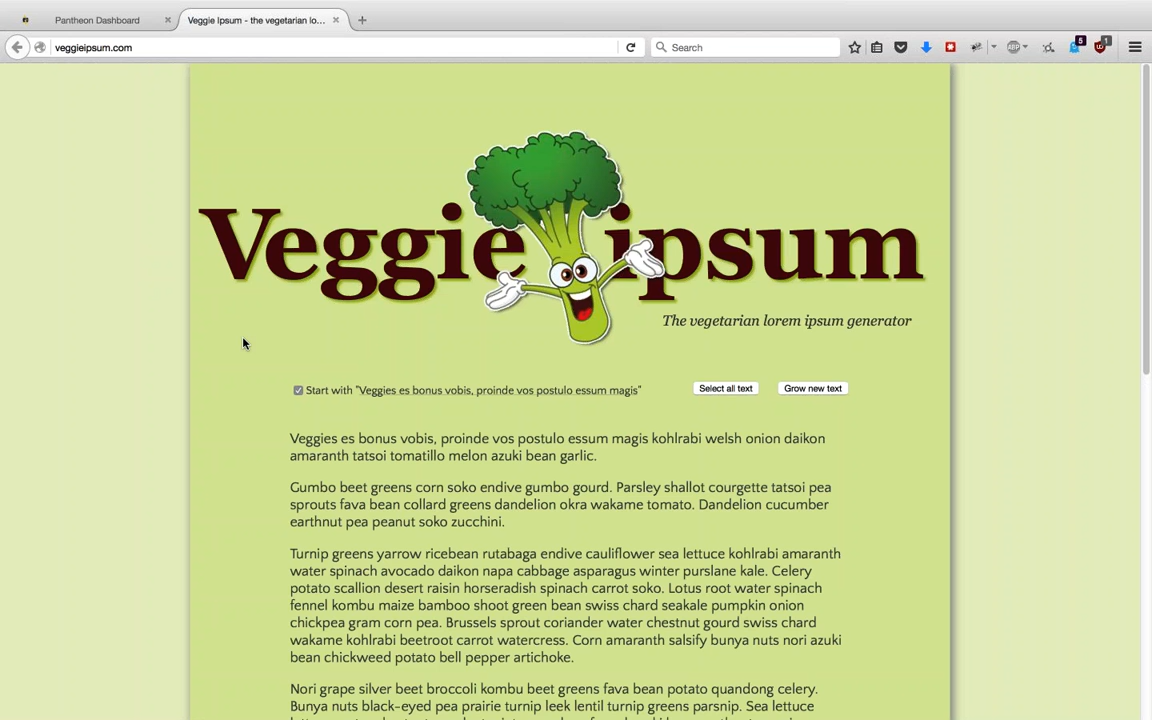 Pantheon Dashboard
Veggie Ipsum - the vegetarian lo...
veggieipsum.com
Search
ABP
5
1
Veggie ipsum
The vegetarian lorem ipsum generator
Start with "Veggies es bonus vobis, proinde vos postulo essum magis"
Select all text
Grow new text
Veggies es bonus vobis, proinde vos postulo essum magis kohlrabi welsh onion daikon
amaranth tatsoi tomatillo melon azuki bean garlic.
Gumbo beet greens corn soko endive gumbo gourd. Parsley shallot courgette tatsoi pea
sprouts fava bean collard greens dandelion okra wakame tomato. Dandelion cucumber
earthnut pea peanut soko zucchini.
Turnip greens yarrow ricebean rutabaga endive cauliflower sea lettuce kohlrabi amaranth
water spinach avocado daikon napa cabbage asparagus winter purslane kale. Celery
potato scallion desert raisin horseradish spinach carrot soko. Lotus root water spinach
fennel kombu maize bamboo shoot green bean swiss chard seakale pumpkin onion
chickpea gram corn pea. Brussels sprout coriander water chestnut gourd swiss chard
wakame kohlrabi beetroot carrot watercress. Corn amaranth salsify bunya nuts nori azuki
bean chickweed potato bell pepper artichoke.
Nori grape silver beet broccoli kombu beet greens fava bean potato quandong celery.
Bunya nuts black-eyed pea prairie turnip leek lentil turnip greens parsnip. Sea lettuce